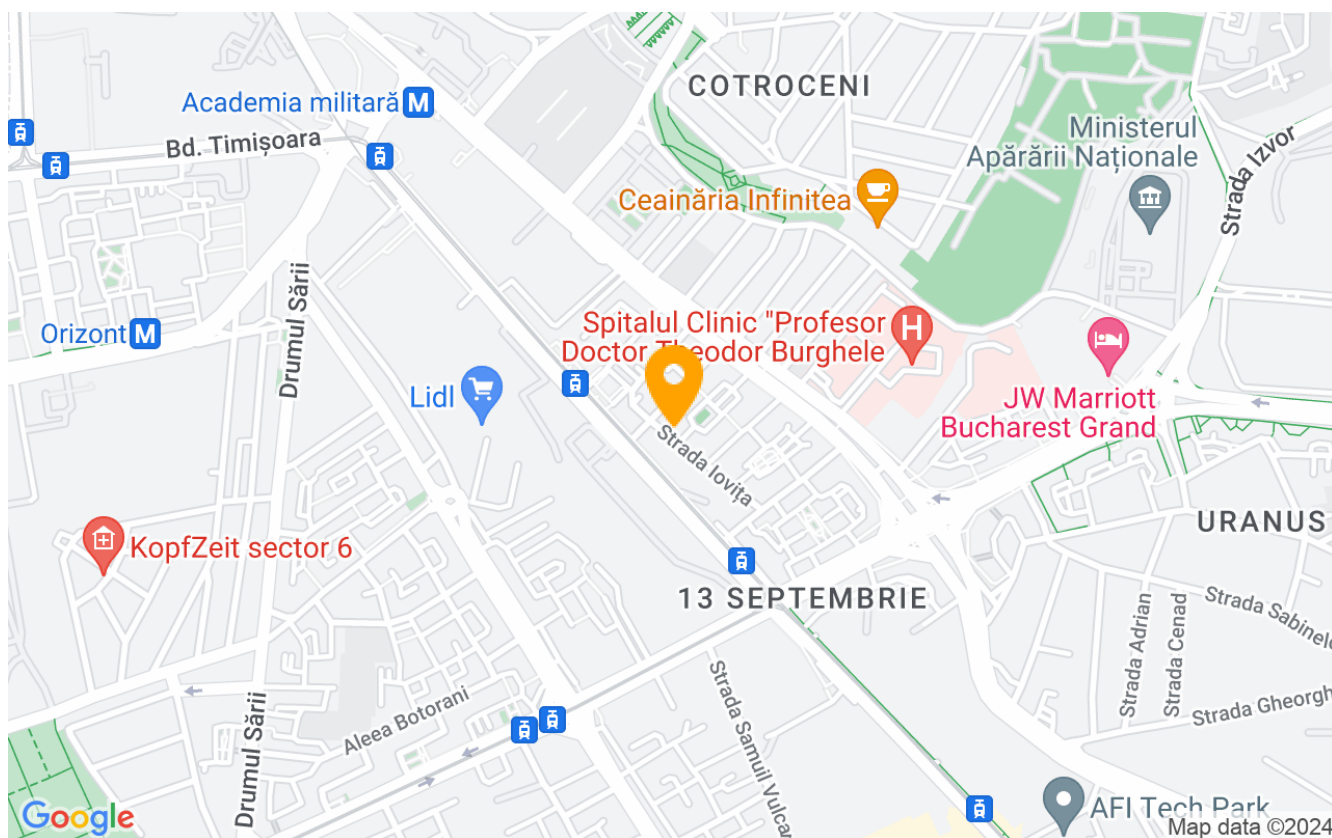 COTROCENI
Academia militară
M
Ministerul
Apărării Naționale
Bd. Timișoara
Strada Izvor
Ceainăria Infinitea
Drumul Sării
Orizont
M
Spitalul Clinic "Profesor
Doctor Theodor Burghele
H
Lidl
JW Marriott
Bucharest Grand
Strada Iovița
URANUS
KopfZeit sector 6
13 SEPTEMBRIE
Strada Sabinelo
Strada Adrian
Strada Cenad
Strada Gheorgh
Strada Samuil Vulcan
Aleea Botorani
Drumul Sării
AFI Tech Park
Google
Map data ©2024